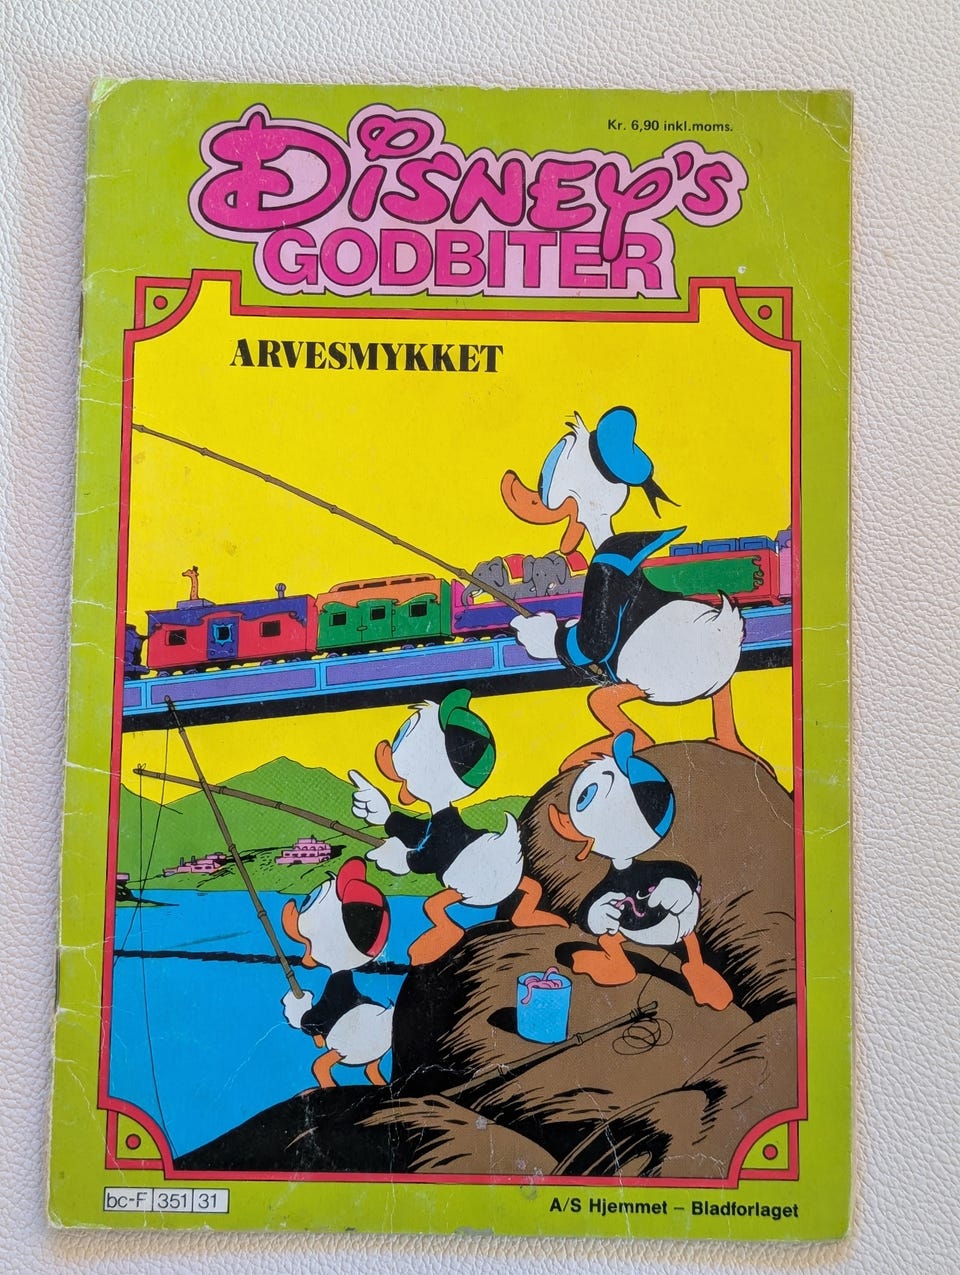 Kr. 6,90 inkl.moms.
DiSNEY'S
GODBITER
ARVESMYKKET
bc-F 351 31
A/S Hjemmet – Bladforlaget